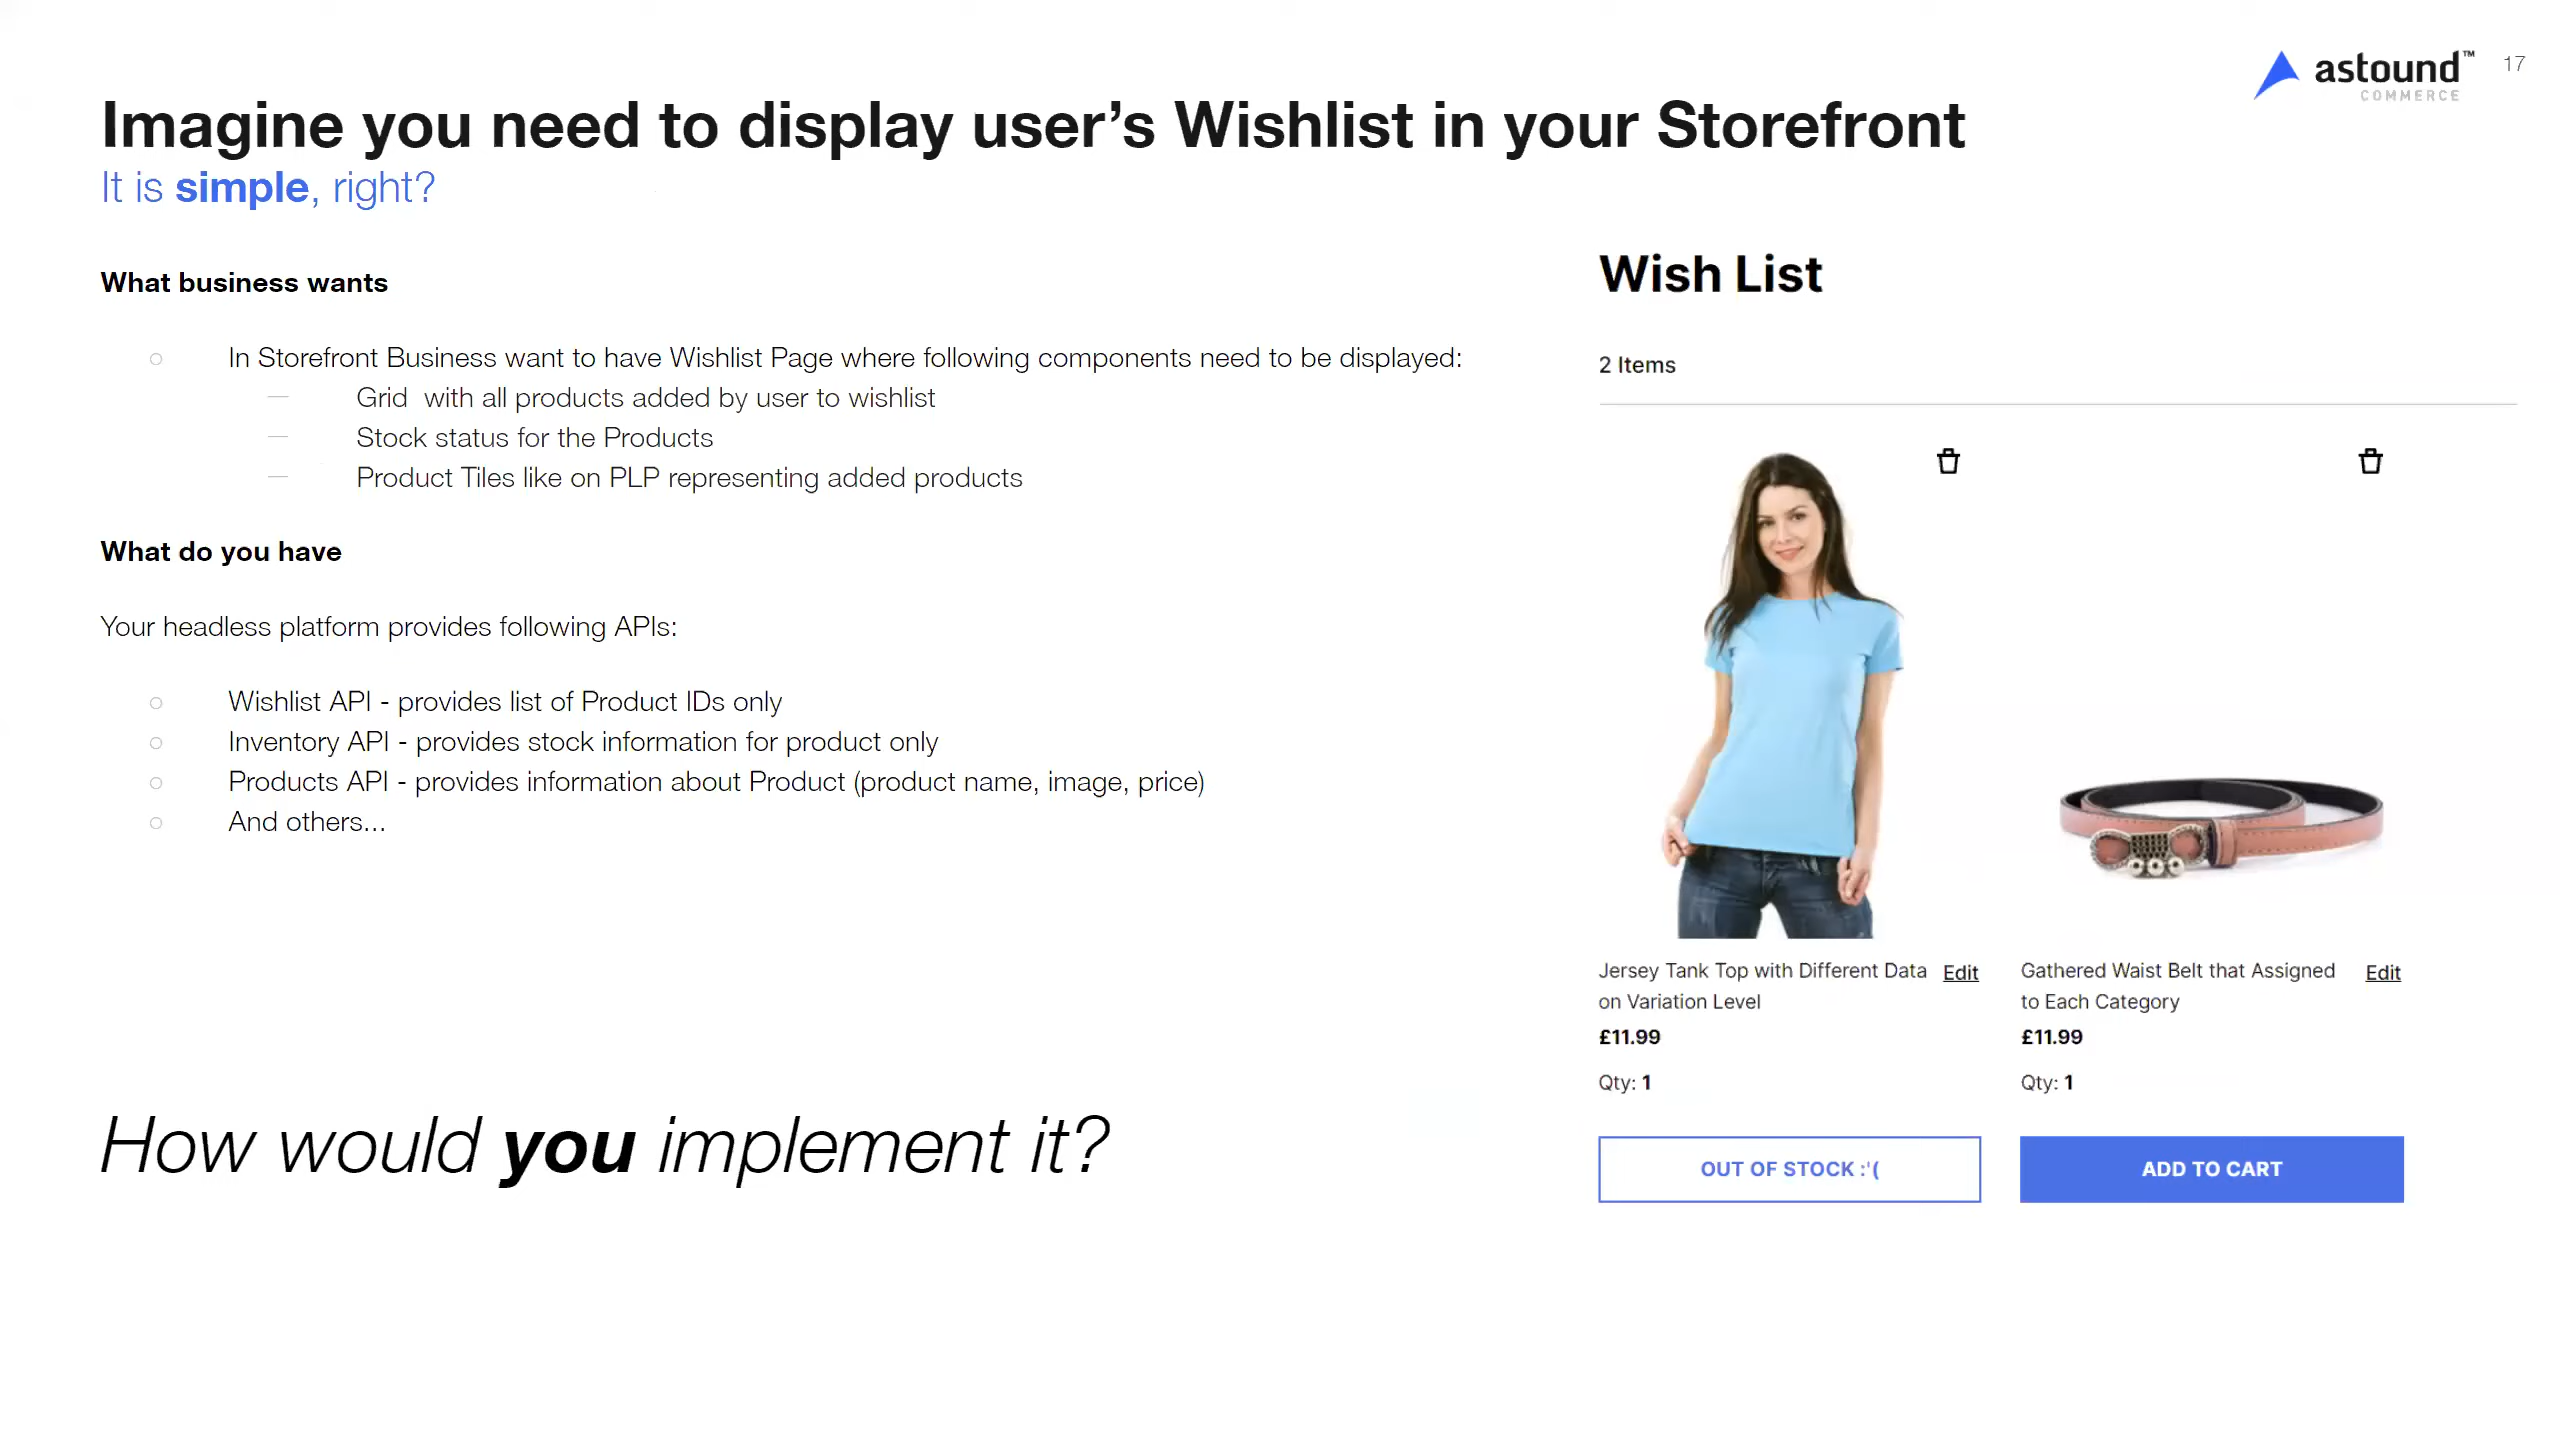 astound™
COMMERCE
17
Imagine you need to display user’s Wishlist in your Storefront
It is simple, right?
What business wants
In Storefront Business want to have Wishlist Page where following components need to be displayed:
Grid with all products added by user to wishlist
Stock status for the Products
Product Tiles like on PLP representing added products
What do you have
Your headless platform provides following APIs:
Wishlist API - provides list of Product IDs only
Inventory API - provides stock information for product only
Products API - provides information about Product (product name, image, price)
And others...
How would you implement it?
Wish List
2 Items
Jersey Tank Top with Different Data Edit
on Variation Level
£11.99
Qty: 1
OUT OF STOCK :'(
Gathered Waist Belt that Assigned Edit
to Each Category
£11.99
Qty: 1
ADD TO CART